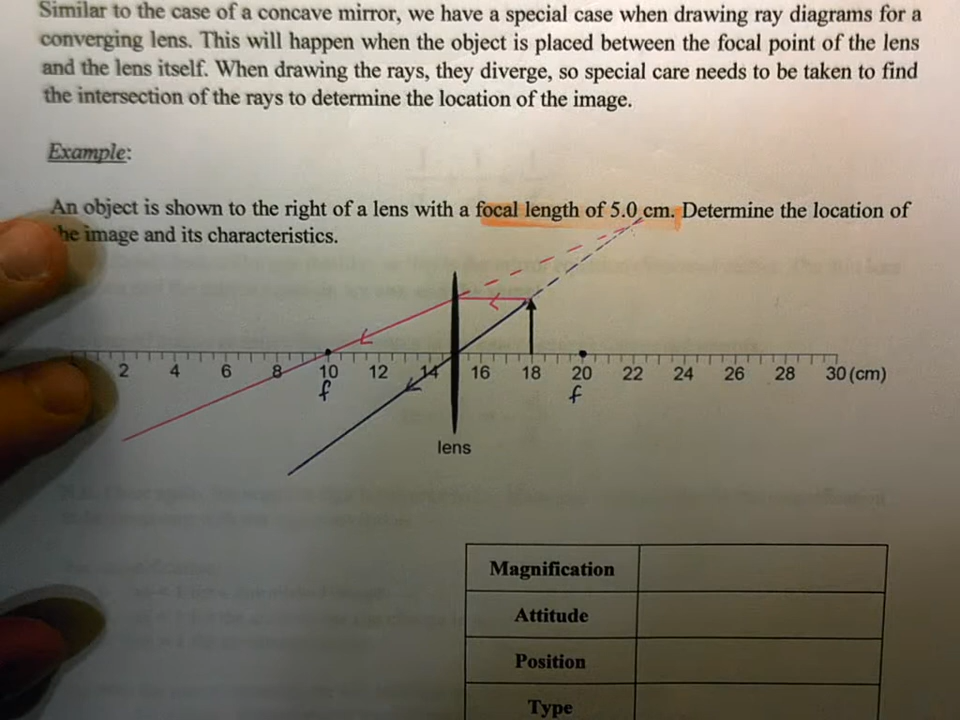 Similar to the case of a concave mirror, we have a special case when drawing ray diagrams for a
converging lens. This will happen when the object is placed between the focal point of the lens
and the lens itself. When drawing the rays, they diverge, so special care needs to be taken to find
the intersection of the rays to determine the location of the image.
Example:
An object is shown to the right of a lens with a focal length of 5.0 cm. Determine the location of
he image and its characteristics.
2 4 6 8 10 12 14 16 18 20 22 24 26 28 30 (cm)
f f
lens
Magnification
Attitude
Position
Type